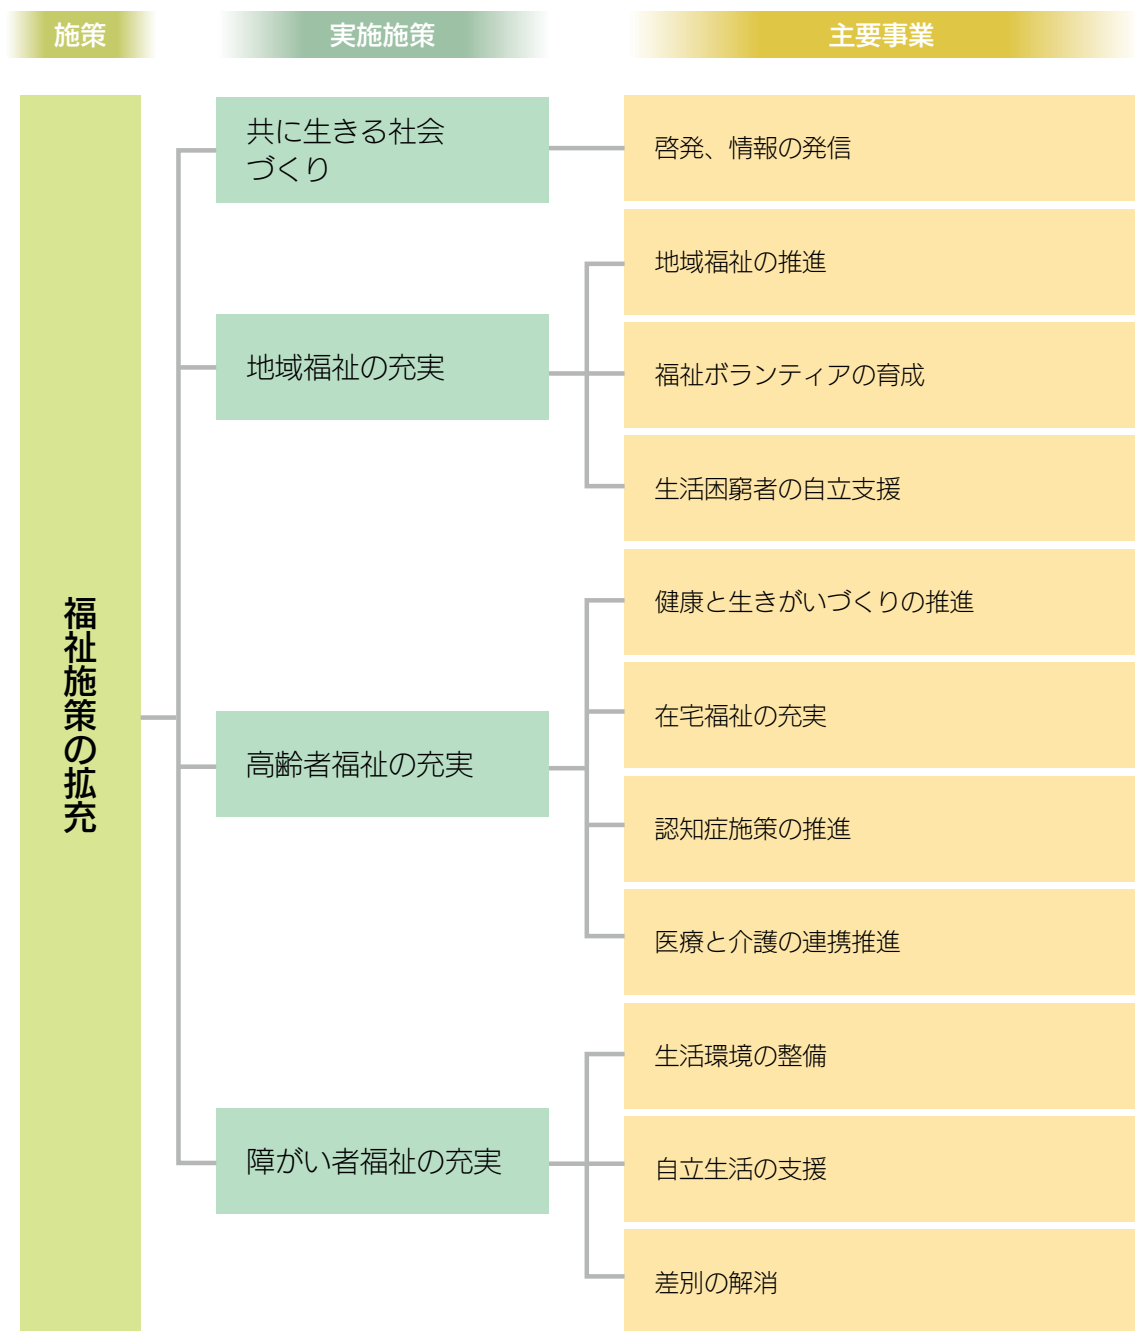 施策
実施施策
主要事業
福祉施策の拡充
共に生きる社会
づくり
啓発、情報の発信
地域福祉の充実
地域福祉の推進
福祉ボランティアの育成
生活困窮者の自立支援
高齢者福祉の充実
健康と生きがいづくりの推進
在宅福祉の充実
認知症施策の推進
医療と介護の連携推進
障がい者福祉の充実
生活環境の整備
自立生活の支援
差別の解消